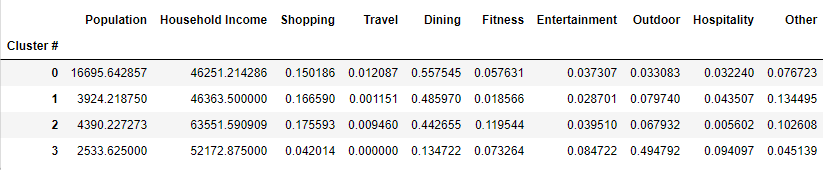 Population Household Income Shopping Travel Dining Fitness Entertainment Outdoor Hospitality Other
Cluster #
0 16695.642857 46251.214286 0.150186 0.012087 0.557545 0.057631 0.037307 0.033083 0.032240 0.076723
1 3924.218750 46363.500000 0.166590 0.001151 0.485970 0.018566 0.028701 0.079740 0.043507 0.134495
2 4390.227273 63551.590909 0.175593 0.009460 0.442655 0.119544 0.039510 0.067932 0.005602 0.102608
3 2533.625000 52172.875000 0.042014 0.000000 0.134722 0.073264 0.084722 0.494792 0.094097 0.045139